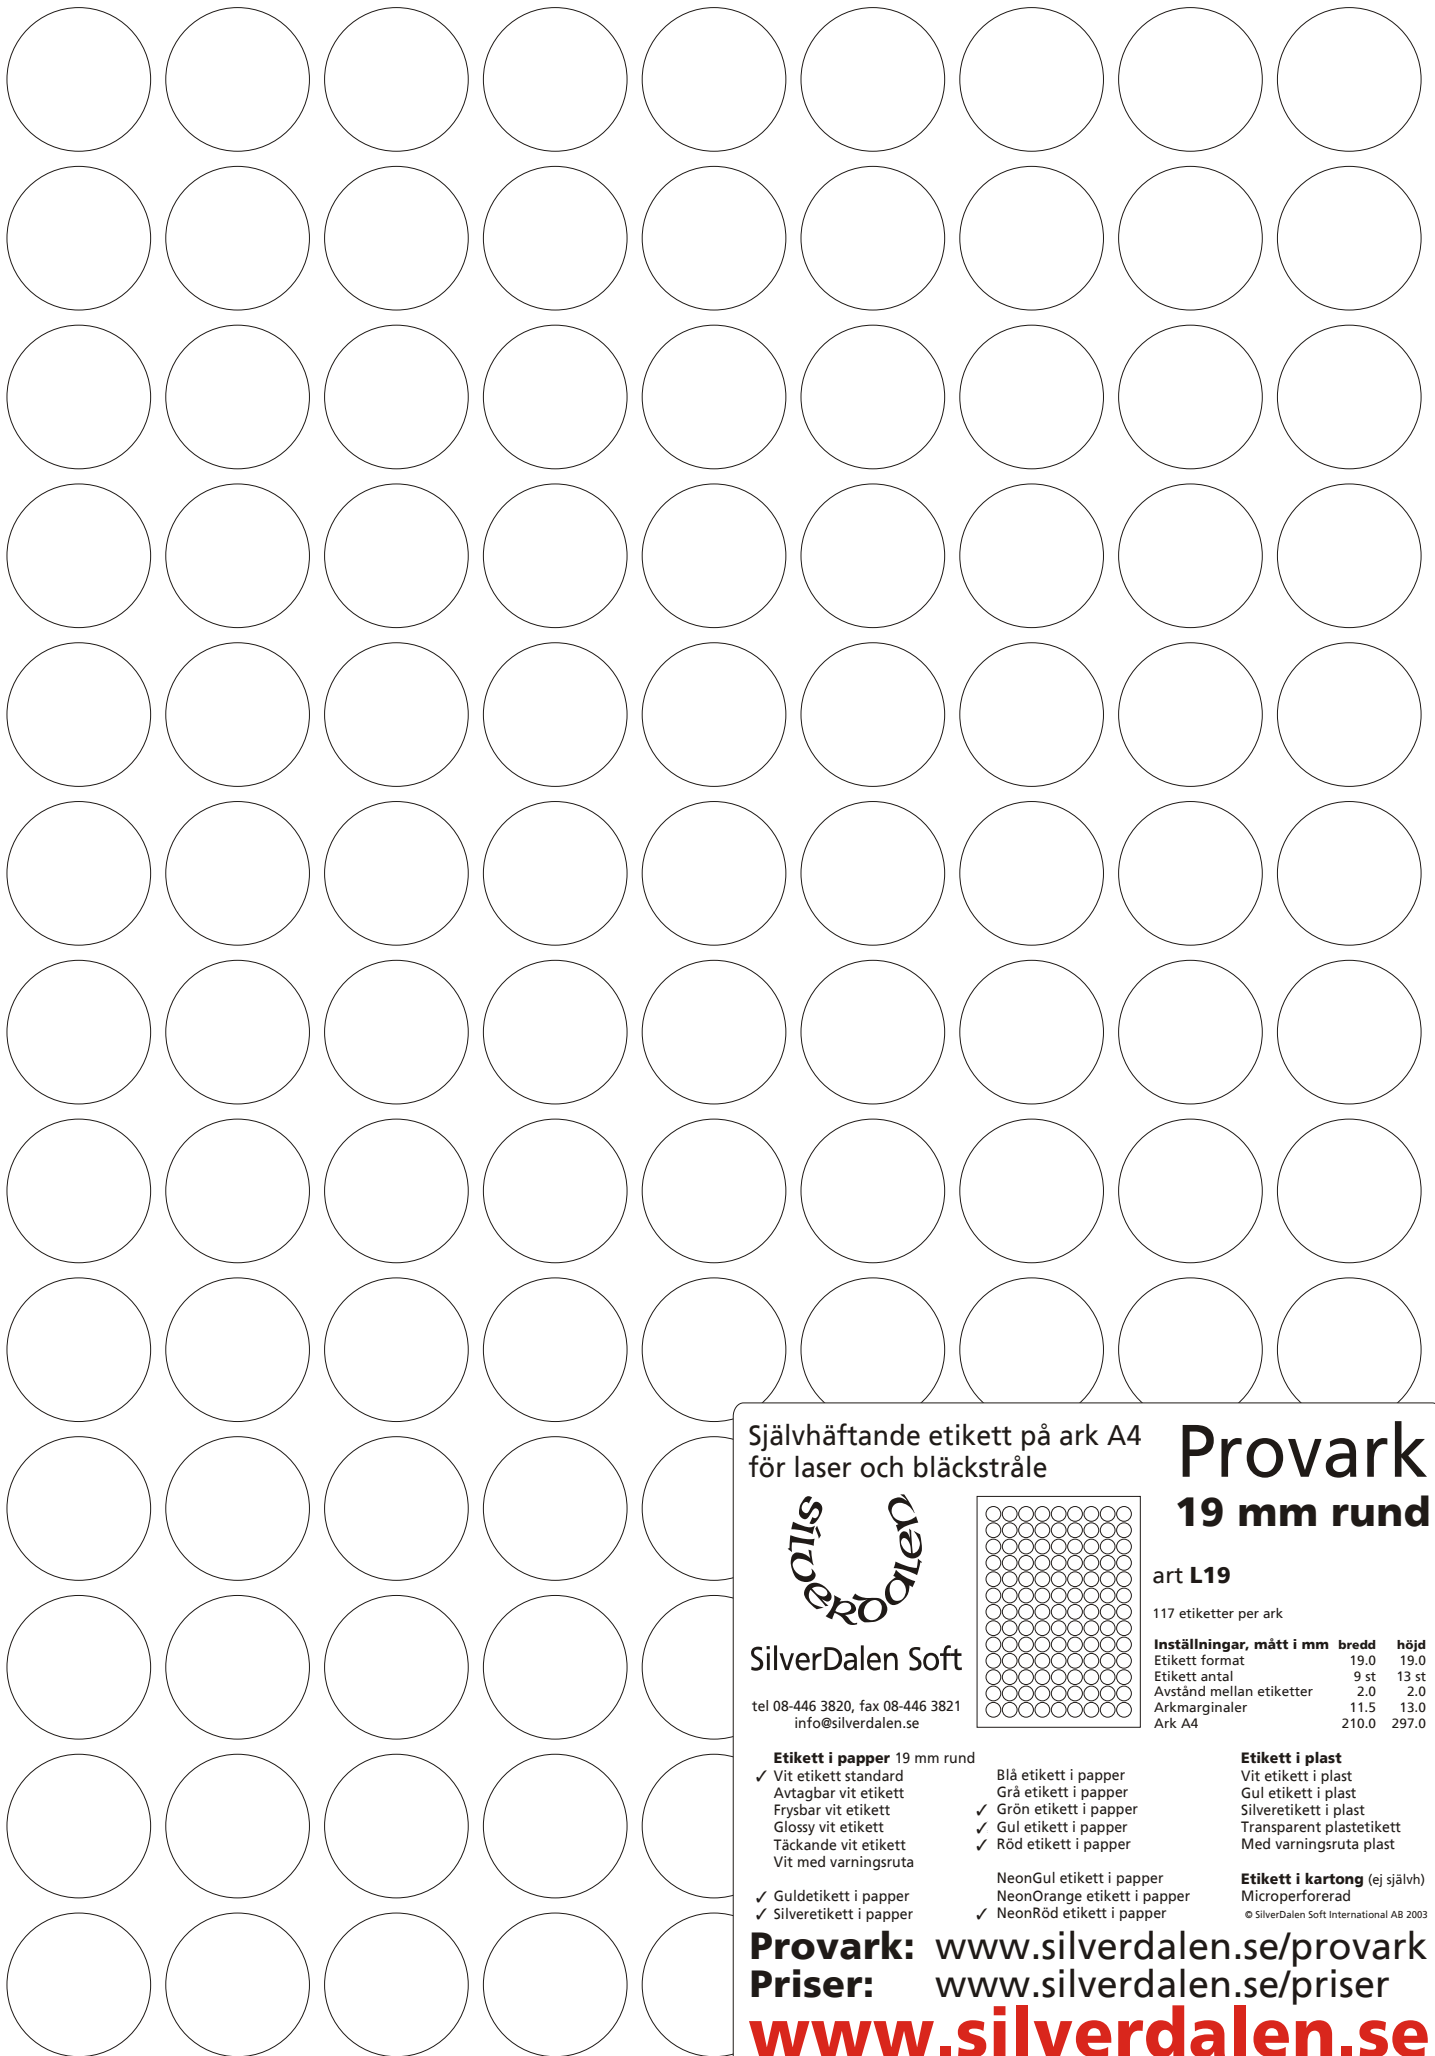 Självhäftande etikett på ark A4
för laser och bläckstråle
Provark
19 mm rund
silverdalen
SilverDalen Soft
tel 08-446 3820, fax 08-446 3821
info@silverdalen.se
art L19
117 etiketter per ark
Inställningar, mått i mm bredd höjd
Etikett format 19.0 19.0
Etikett antal 9 st 13 st
Avstånd mellan etiketter 2.0 2.0
Arkmarginaler 11.5 13.0
Ark A4 210.0 297.0
Etikett i papper 19 mm rund
✓ Vit etikett standard
Avtagbar vit etikett
Frysbar vit etikett
Glossy vit etikett
Täckande vit etikett
Vit med varningsruta
✓ Guldetikett i papper
✓ Silveretikett i papper
Blå etikett i papper
Grå etikett i papper
✓ Grön etikett i papper
✓ Gul etikett i papper
✓ Röd etikett i papper
NeonGul etikett i papper
NeonOrange etikett i papper
✓ NeonRöd etikett i papper
Etikett i plast
Vit etikett i plast
Gul etikett i plast
Silveretikett i plast
Transparent plastetikett
Med varningsruta plast
Etikett i kartong (ej självh)
Microperforerad
© SilverDalen Soft International AB 2003
Provark: www.silverdalen.se/provark
Priser: www.silverdalen.se/priser
www.silverdalen.se